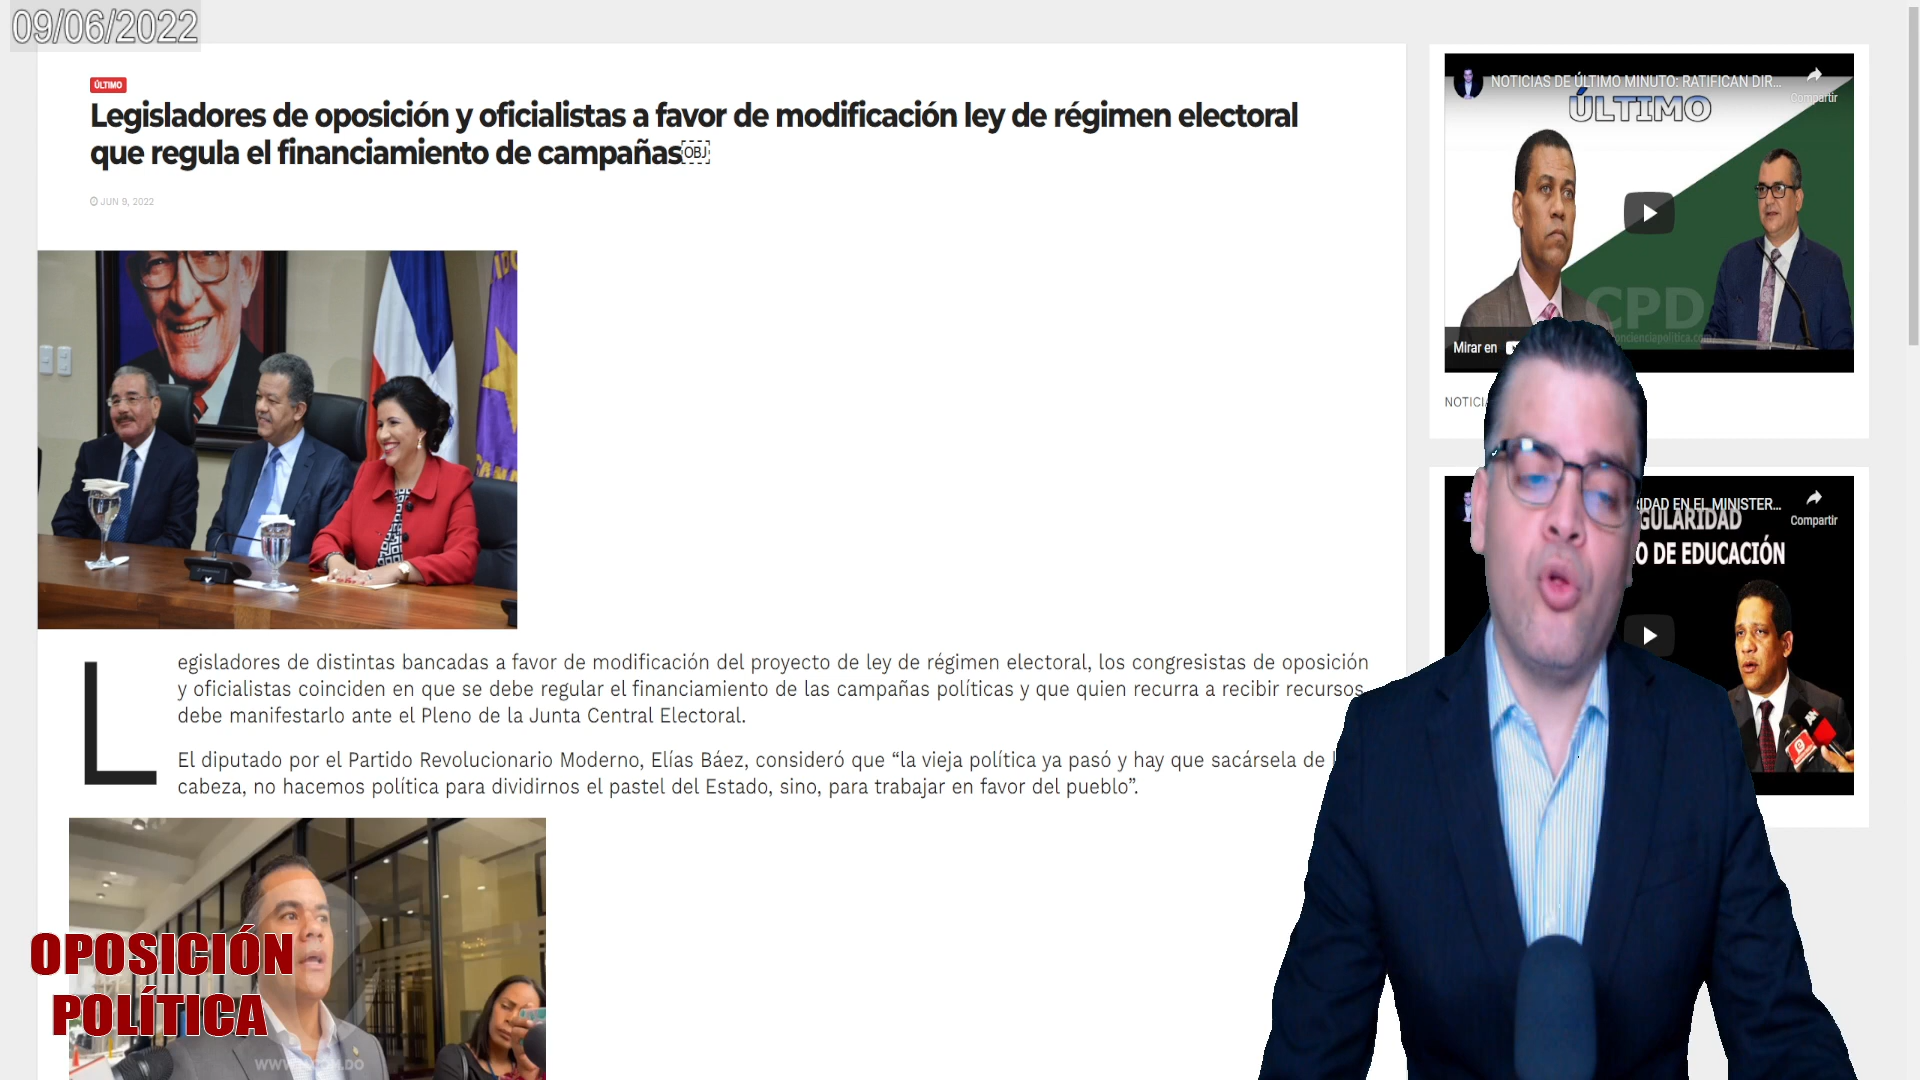 09/06/2022
ÚLTIMO
Legisladores de oposición y oficialistas a favor de modificación ley de régimen electoral
que regula el financiamiento de campañas
OBJ
JUN 9, 2022
egisladores de distintas bancadas a favor de modificación del proyecto de ley de régimen electoral, los congresistas de oposición
L
y oficialistas coinciden en que se debe regular el financiamiento de las campañas políticas y que quien recurra a recibir recursos
debe manifestarlo ante el Pleno de la Junta Central Electoral.
El diputado por el Partido Revolucionario Moderno, Elías Báez, consideró que “la vieja política ya pasó y hay que sacársela de
cabeza, no hacemos política para dividirnos el pastel del Estado, sino, para trabajar en favor del pueblo”.
OPOSICIÓN
POLÍTICA
NOTICIAS DE ÚLTIMO MINUTO: RATIFICAN DIR...
Compartir
ÚLTIMO
CPD
Mirar en
NOTICI
RIDAD EN EL MINISTER...
Compartir
GULARIDAD
O DE EDUCACIÓN